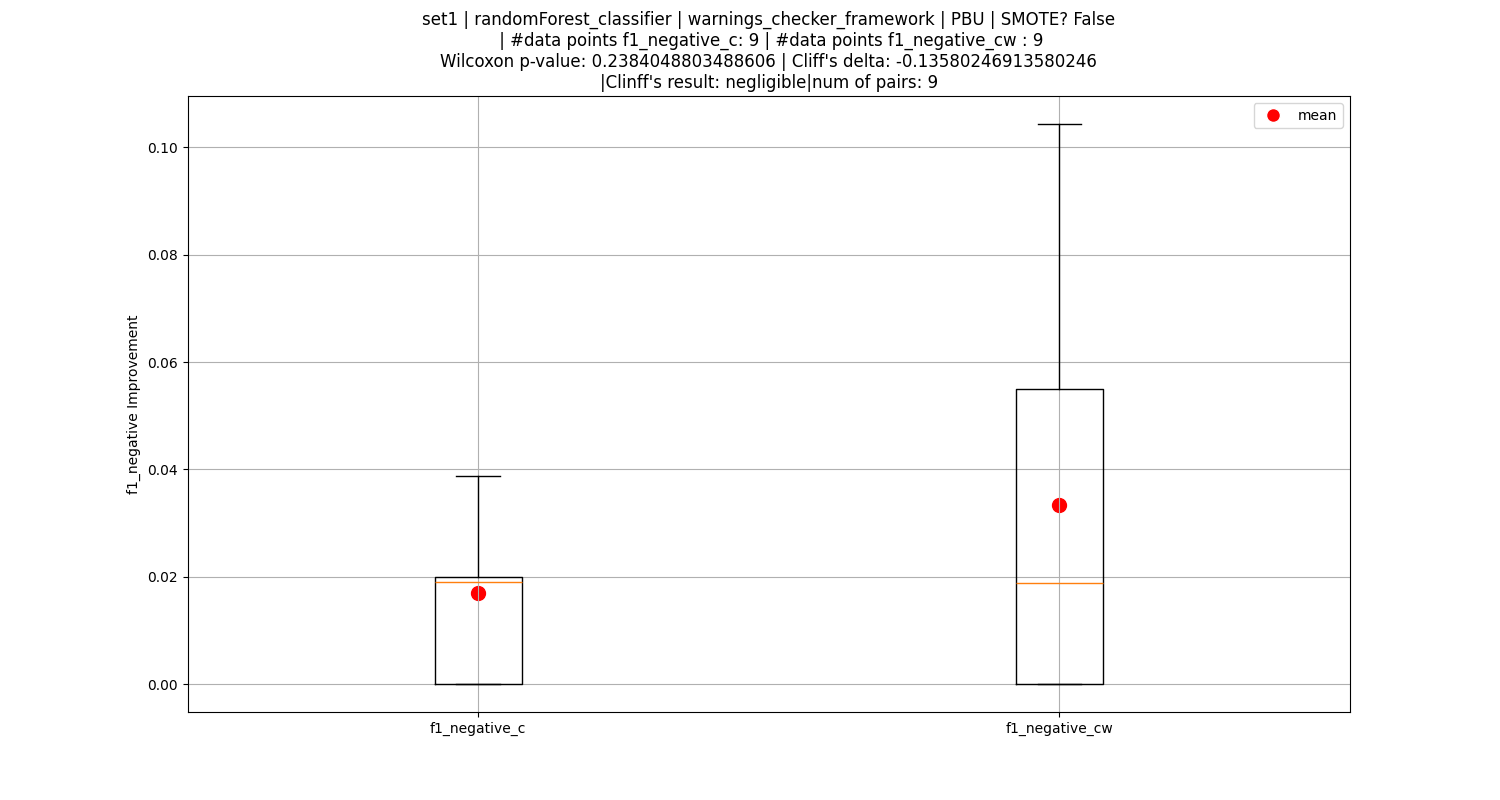 set1 | randomForest_classifier | warnings_checker_framework | PBU | SMOTE? False
| #data points f1_negative_c: 9 | #data points f1_negative_cw : 9
Wilcoxon p-value: 0.2384048803488606 | Cliff's delta: -0.13580246913580246
|Clinff's result: negligible|num of pairs: 9
mean
0.10
0.08
0.06
0.04
0.02
0.00
f1_negative Improvement
f1_negative_c
f1_negative_cw